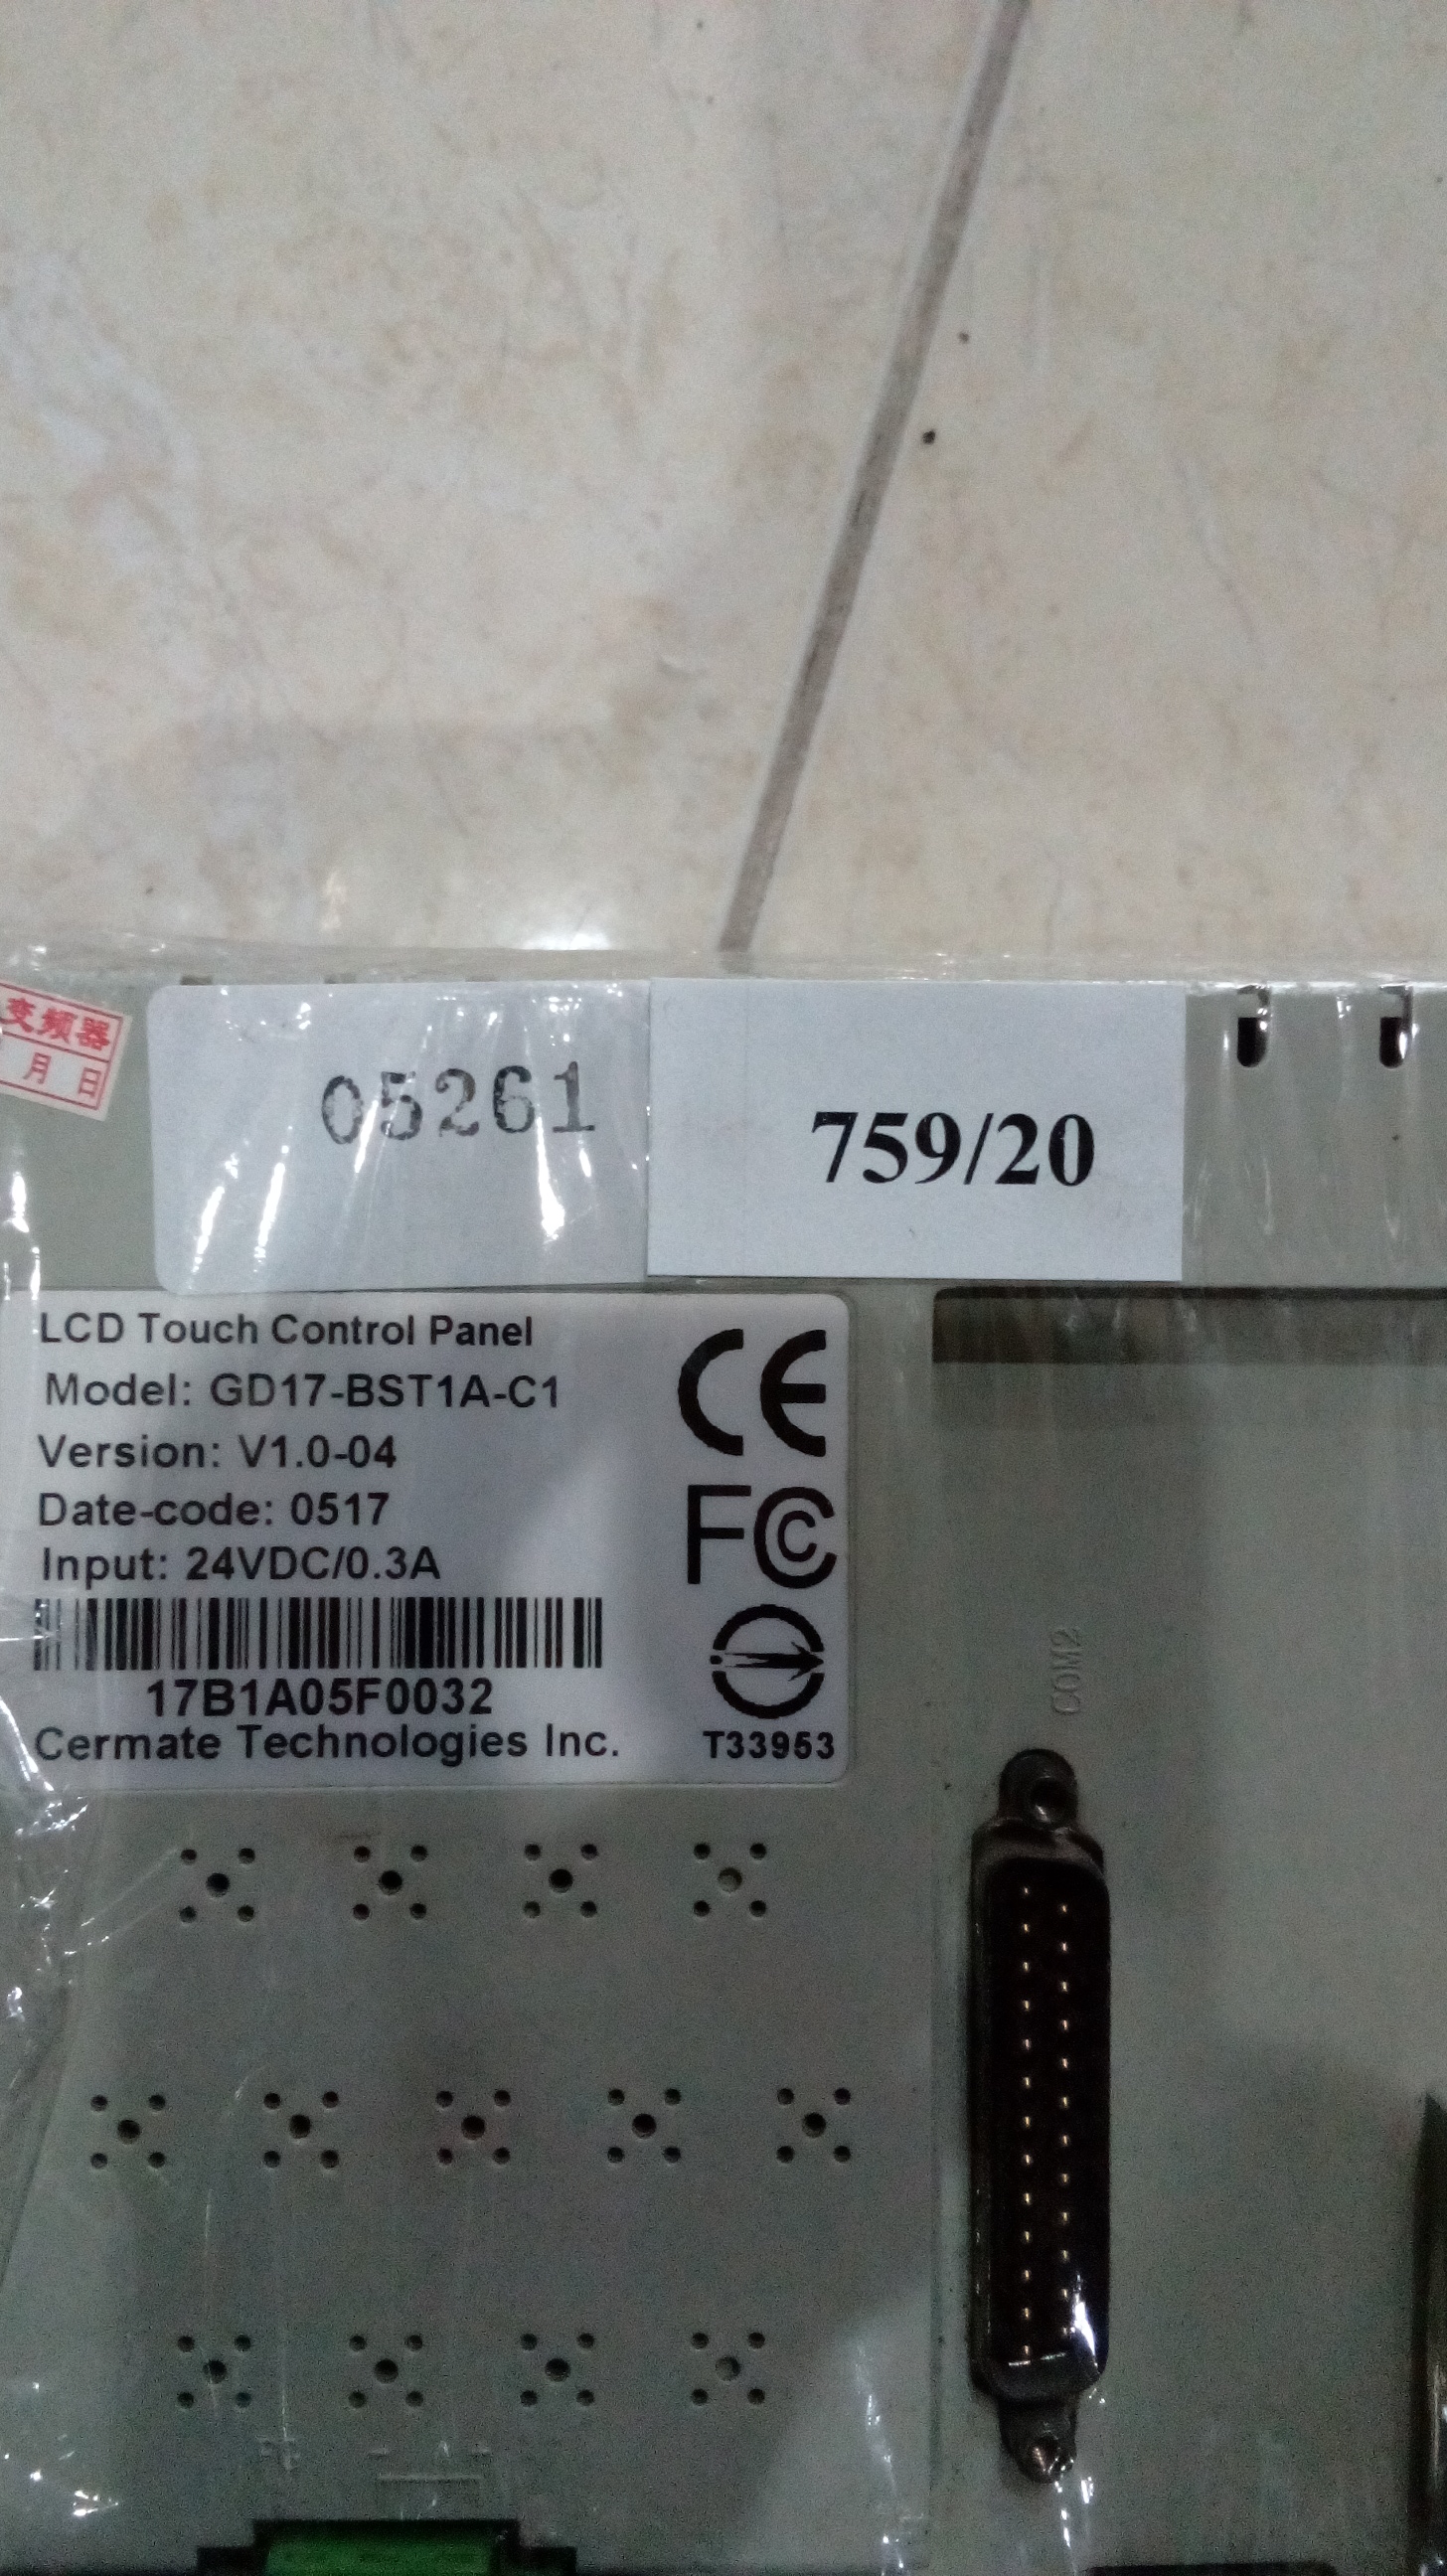 变频器
月 日
05261
759/20
LCD Touch Control Panel
Model: GD17-BST1A-C1
Version: V1.0-04
Date-code: 0517
Input: 24VDC/0.3A
17B1A05F0032
Cermate Technologies Inc.
CE
FC
T33953
COM2